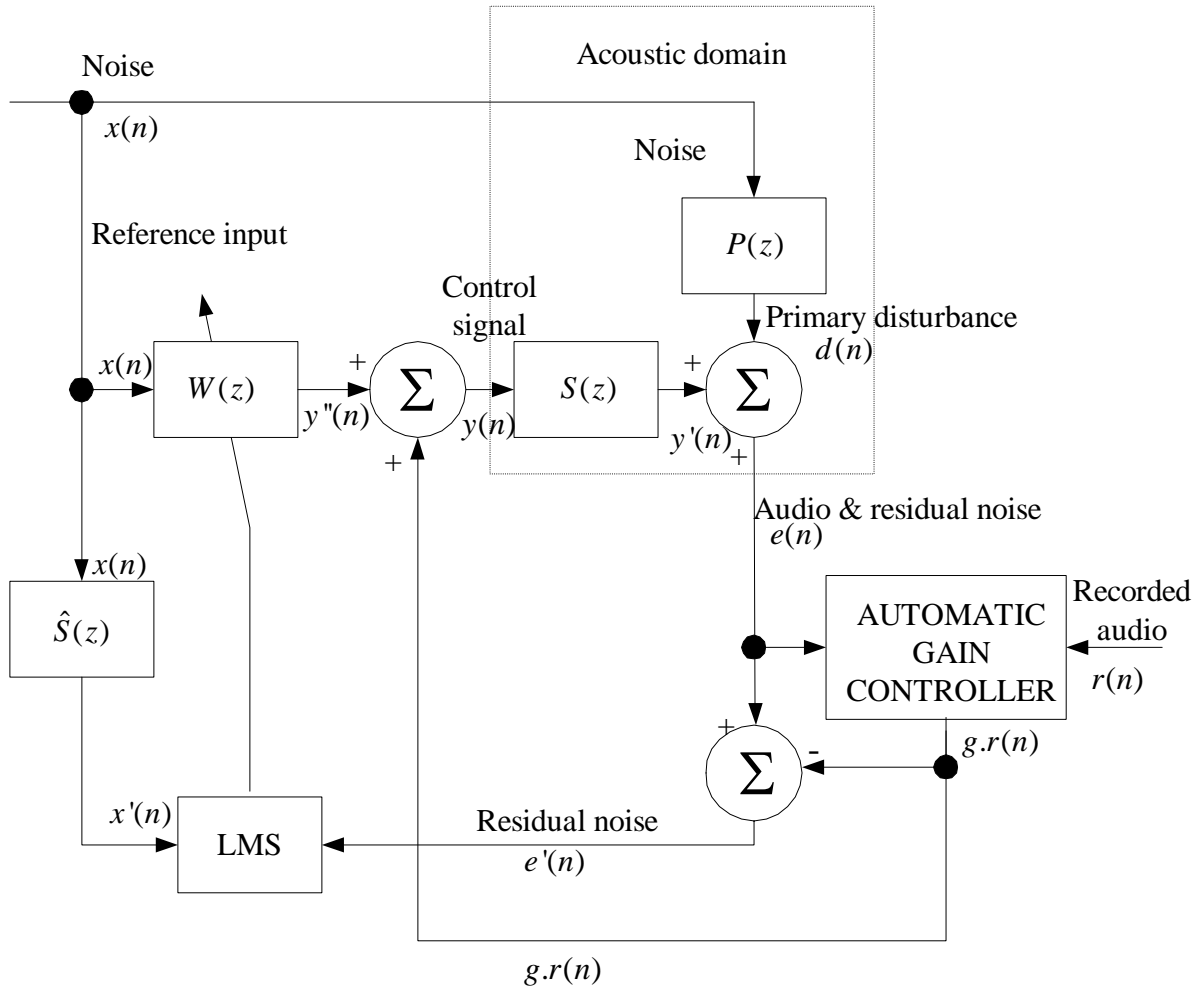 Acoustic domain
Noise
x(n)
Noise
P(z)
Reference input
Control
signal
Primary disturbance
d(n)
x(n)
W(z)
+
Σ
S(z)
+
Σ
y''(n)
y(n)
y'(n)
+
+
Audio & residual noise
e(n)
x(n)
Ŝ(z)
AUTOMATIC
GAIN
CONTROLLER
Recorded
audio
r(n)
+
-
g.r(n)
Σ
x'(n)
LMS
Residual noise
e'(n)
g.r(n)